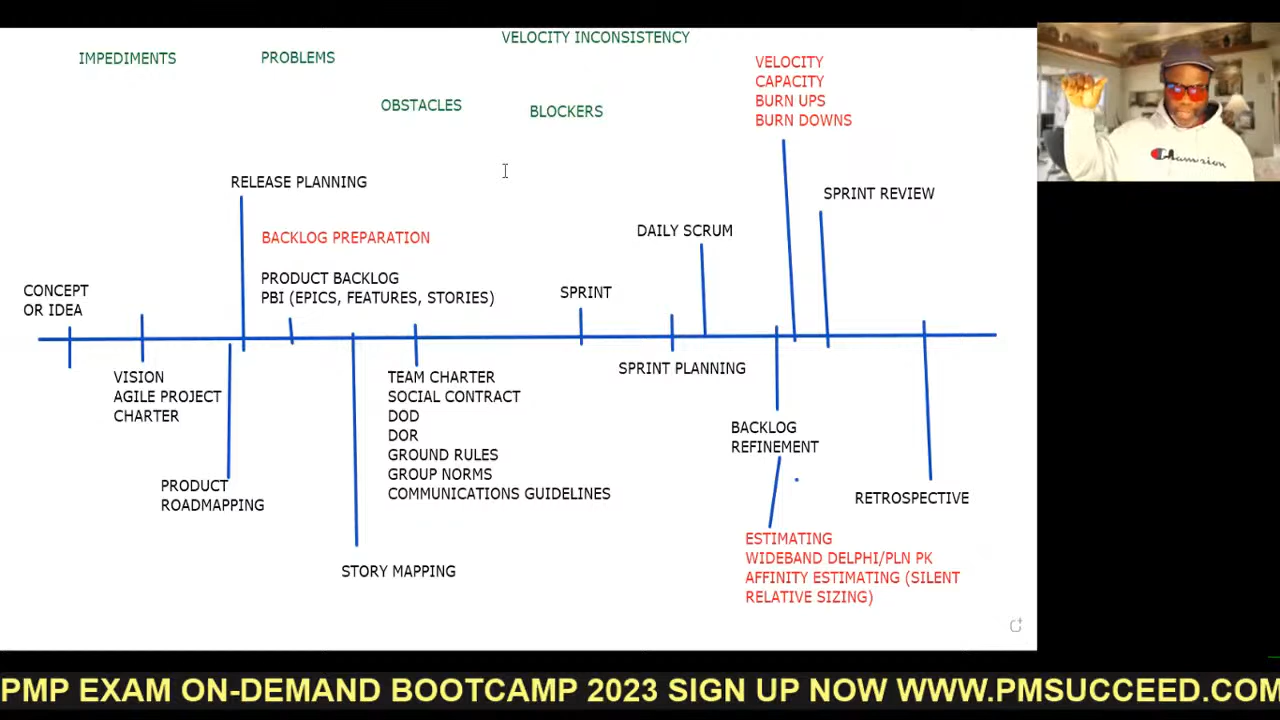 VELOCITY INCONSISTENCY
IMPEDIMENTS
PROBLEMS
OBSTACLES
BLOCKERS
VELOCITY
CAPACITY
BURN UPS
BURN DOWNS
Champion
RELEASE PLANNING
SPRINT REVIEW
BACKLOG PREPARATION
DAILY SCRUM
CONCEPT
OR IDEA
PRODUCT BACKLOG
PBI (EPICS, FEATURES, STORIES)
SPRINT
VISION
AGILE PROJECT
CHARTER
TEAM CHARTER
SOCIAL CONTRACT
DOD
DOR
GROUND RULES
GROUP NORMS
COMMUNICATIONS GUIDELINES
SPRINT PLANNING
BACKLOG
REFINEMENT
PRODUCT
ROADMAPPING
RETROSPECTIVE
STORY MAPPING
ESTIMATING
WIDEBAND DELPHI/PLN PK
AFFINITY ESTIMATING (SILENT
RELATIVE SIZING)
PMP EXAM ON-DEMAND BOOTCAMP 2023 SIGN UP NOW WWW.PMSUCCEED.COM